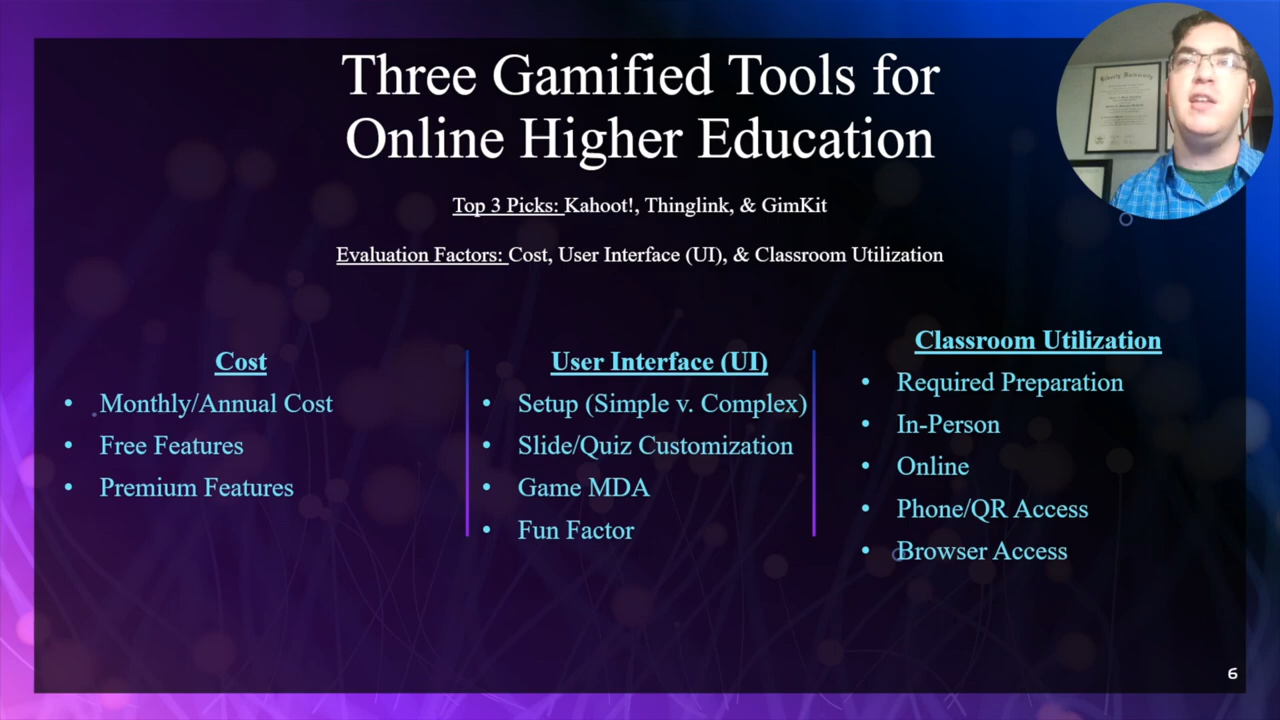 Three Gamified Tools for
Online Higher Education
Top 3 Picks: Kahoot!, Thinglink, & GimKit
Evaluation Factors: Cost, User Interface (UI), & Classroom Utilization
Cost
• Monthly/Annual Cost
• Free Features
• Premium Features
User Interface (UI)
• Setup (Simple v. Complex)
• Slide/Quiz Customization
• Game MDA
• Fun Factor
Classroom Utilization
• Required Preparation
• In-Person
• Online
• Phone/QR Access
• Browser Access
6
Liberty University